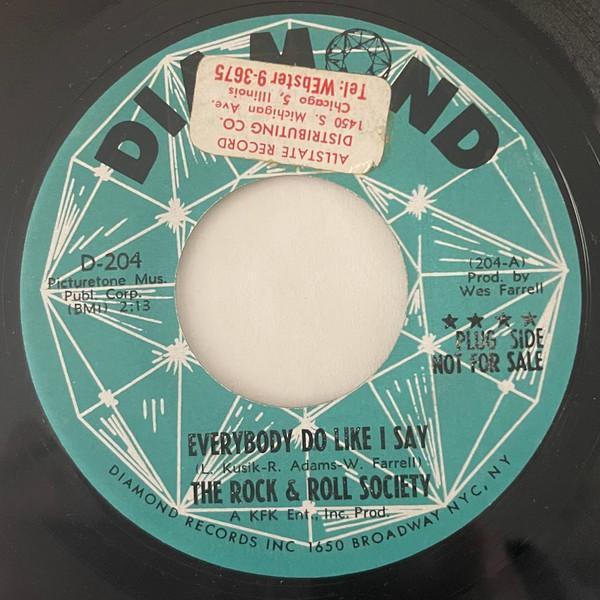 DIAMOND
ALLSTATE RECORD
DISTRIBUTING CO.
1450 S. Michigan Ave.
Chicago 5, Illinois
Tel: WEbster 9-3675
D-204
Picturetone Mus.
Publ. Corp.
(BMI) 2:13
(204-A)
Prod. by
Wes Farrell
★ ★ ★ ★
PLUG SIDE
NOT FOR SALE
EVERYBODY DO LIKE I SAY
(L. Kusik-R. Adams-W. Farrell)
THE ROCK & ROLL SOCIETY
A KFK Ent., Inc. Prod.
DIAMOND RECORDS INC 1650 BROADWAY NYC, NY